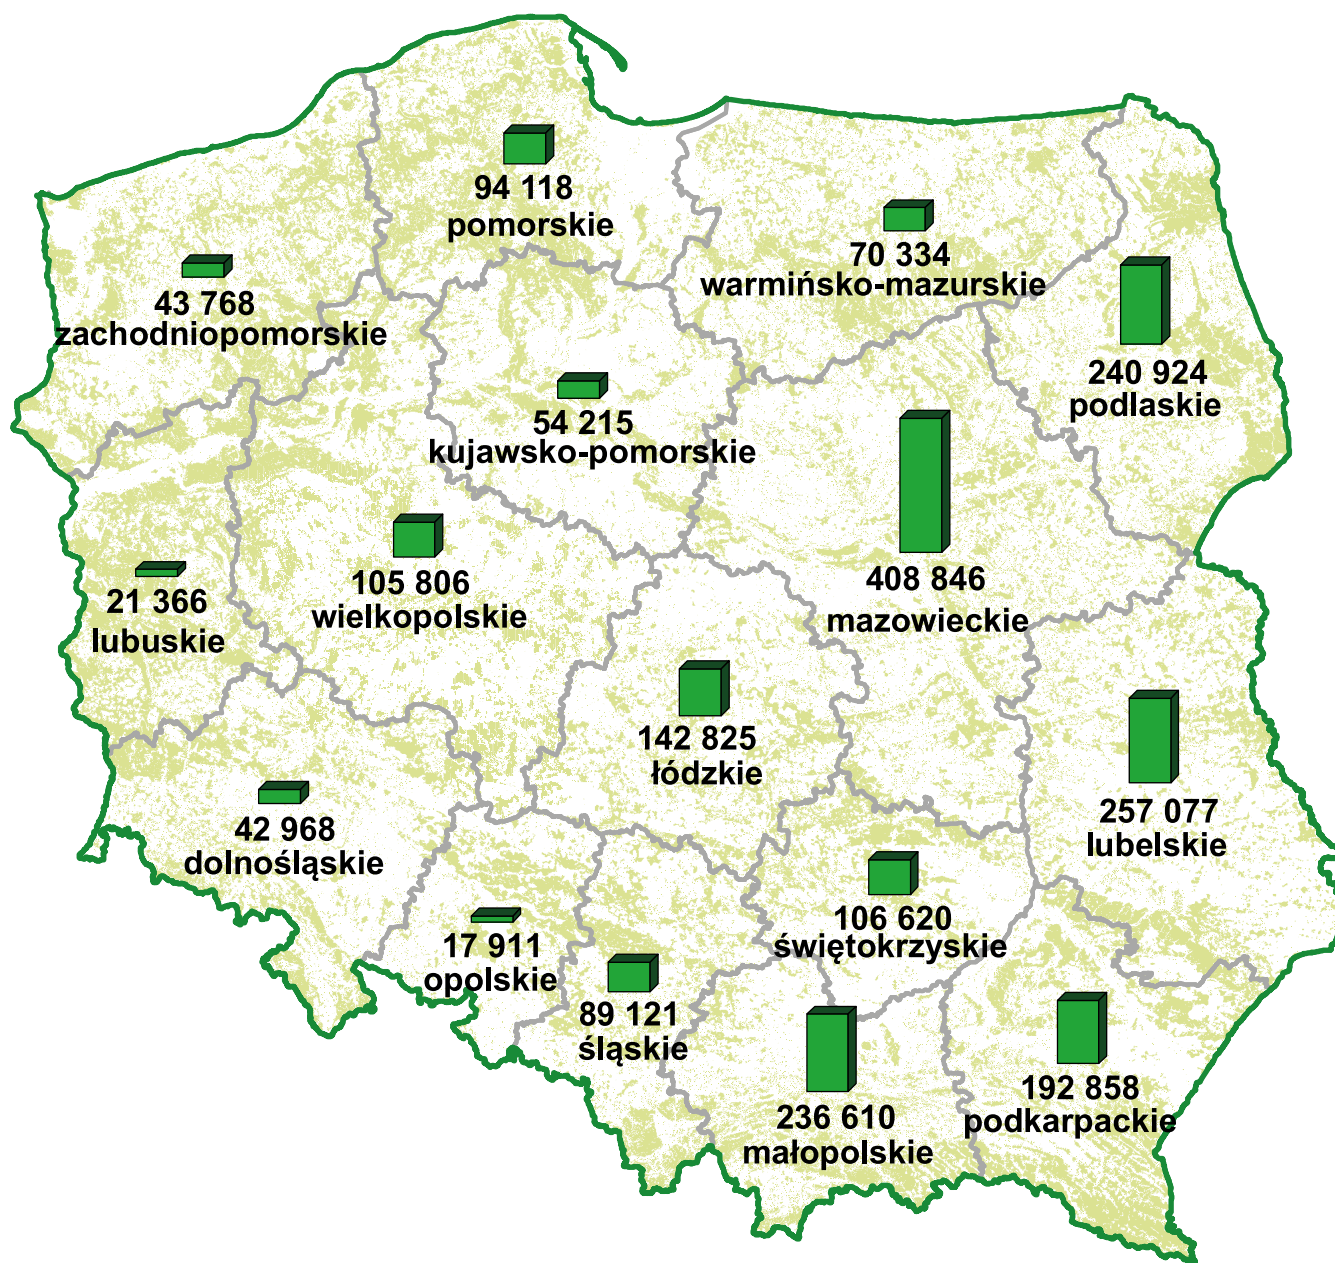 94 118
pomorskie
70 334
warmińsko-mazurskie
43 768
zachodniopomorskie
240 924
podlaskie
54 215
kujawsko-pomorskie
408 846
mazowieckie
105 806
wielkopolskie
21 366
lubuskie
142 825
łódzkie
257 077
lubelskie
42 968
dolnośląskie
106 620
świętokrzyskie
17 911
opolskie
89 121
śląskie
192 858
podkarpackie
236 610
małopolskie